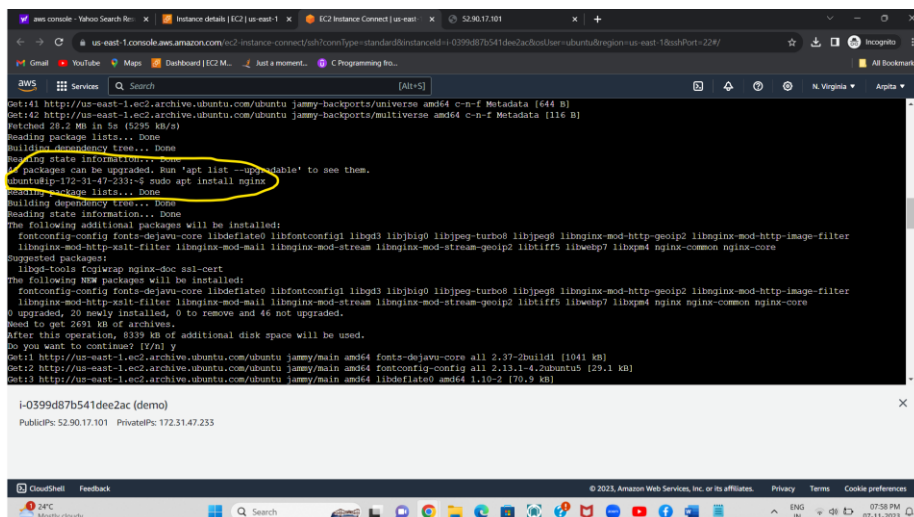 aws console - Yahoo Search Res
Instance details | EC2 | us-east-1
EC2 Instance Connect | us-east-
52.90.17.101
us-east-1.console.aws.amazon.com/ec2-instance-connect/ssh?connType=standard&instanceId=i-0399d87b541dee2ac&osUser=ubuntu&region=us-east-1&sshPort=22#/
Incognito
Gmail YouTube Maps Dashboard | EC2 M... Just a moment... C Programming fro...
All Bookmark
aws Services Search [Alt+S] N. Virginia Arpita
Get:41 http://us-east-1.ec2.archive.ubuntu.com/ubuntu jammy-backports/universe amd64 c-n-f Metadata [644 B]
Get:42 http://us-east-1.ec2.archive.ubuntu.com/ubuntu jammy-backports/multiverse amd64 c-n-f Metadata [116 B]
Fetched 28.2 MB in 5s (5295 kB/s)
Reading package lists... Done
Building dependency tree... Done
Reading state information... Done
packages can be upgraded. Run 'apt list --upgradable' to see them.
ubuntu@ip-172-31-47-233:~$ sudo apt install nginx
Reading package lists... Done
Building dependency tree... Done
Reading state information... Done
The following additional packages will be installed:
fontconfig-config fonts-dejavu-core libdeflate0 libfontconfig1 libgd3 libjbig0 libjpeg-turbo8 libjpeg8 libnginx-mod-http-geoip2 libnginx-mod-http-image-filter
libnginx-mod-http-xslt-filter libnginx-mod-mail libnginx-mod-stream libnginx-mod-stream-geoip2 libtiff5 libwebp7 libxpm4 nginx-common nginx-core
Suggested packages:
libgd-tools fcgiwrap nginx-doc ssl-cert
The following NEW packages will be installed:
fontconfig-config fonts-dejavu-core libdeflate0 libfontconfig1 libgd3 libjbig0 libjpeg-turbo8 libjpeg8 libnginx-mod-http-geoip2 libnginx-mod-http-image-filter
libnginx-mod-http-xslt-filter libnginx-mod-mail libnginx-mod-stream libnginx-mod-stream-geoip2 libtiff5 libwebp7 libxpm4 nginx nginx-common nginx-core
0 upgraded, 20 newly installed, 0 to remove and 46 not upgraded.
Need to get 2691 kB of archives.
After this operation, 8339 kB of additional disk space will be used.
Do you want to continue? [Y/n] y
Get:1 http://us-east-1.ec2.archive.ubuntu.com/ubuntu jammy/main amd64 fonts-dejavu-core all 2.37-2build1 [1041 kB]
Get:2 http://us-east-1.ec2.archive.ubuntu.com/ubuntu jammy/main amd64 fontconfig-config all 2.13.1-4.2ubuntu5 [29.1 kB]
Get:3 http://us-east-1.ec2.archive.ubuntu.com/ubuntu jammy/main amd64 libdeflate0 amd64 1.10-2 [70.9 kB]
i-0399d87b541dee2ac (demo)
PublicIPs: 52.90.17.101 PrivateIPs: 172.31.47.233
CloudShell Feedback © 2023, Amazon Web Services, Inc. or its affiliates. Privacy Terms Cookie preferences
24°C
Mostly cloudy
Search
ENG
IN
07:58 PM
07-11-2023